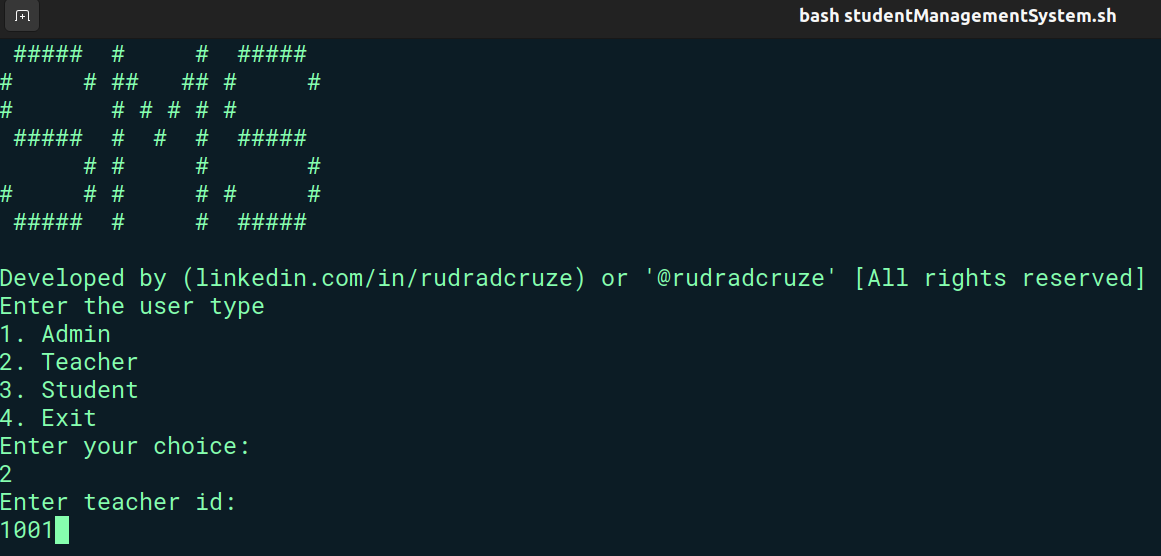 bash studentManagementSystem.sh
 #####  #     #  #####
#     # ##   ## #     #
#       # # # # #
 #####  #  #  #  #####
      # #     #       #
#     # #     # #     #
 #####  #     #  #####
Developed by (linkedin.com/in/rudradcruze) or '@rudradcruze' [All rights reserved]
Enter the user type
1. Admin
2. Teacher
3. Student
4. Exit
Enter your choice:
2
Enter teacher id:
1001